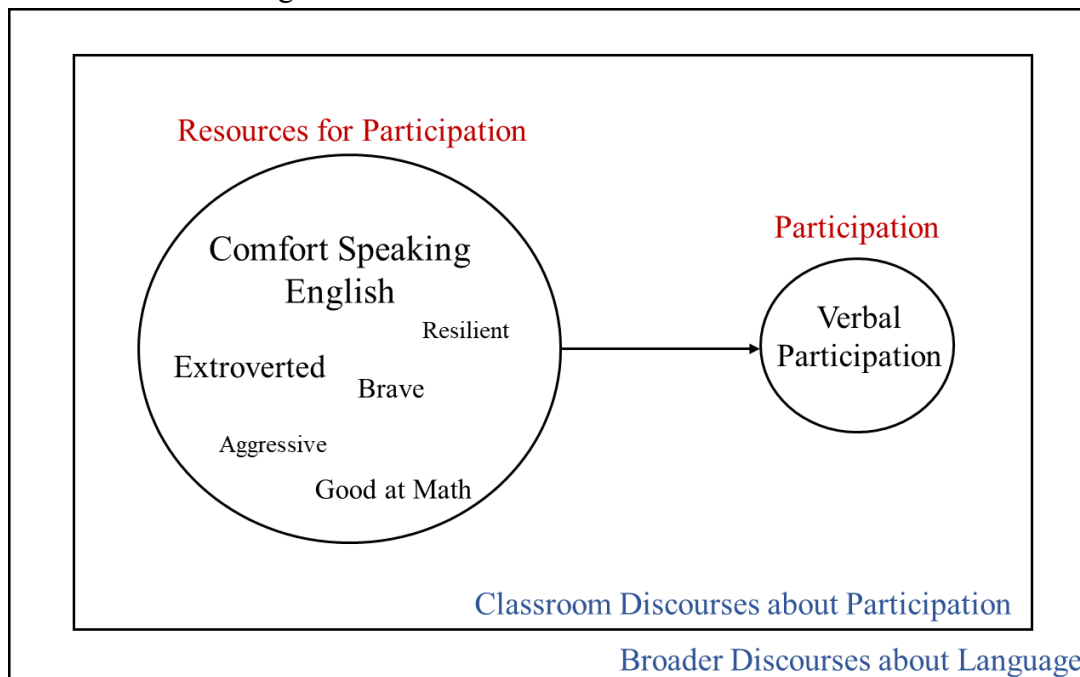 Resources for Participation
Comfort Speaking
English
Resilient
Extroverted
Brave
Aggressive
Good at Math
Participation
Verbal
Participation
Classroom Discourses about Participation
Broader Discourses about Language